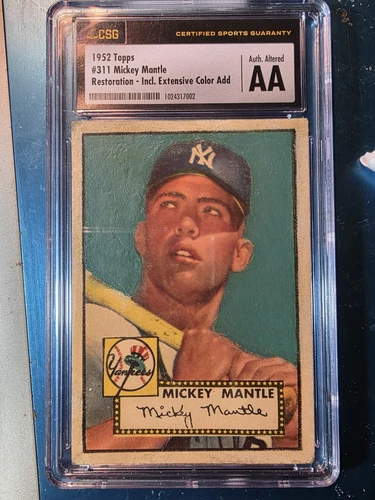 CSG
CERTIFIED SPORTS GUARANTY
1952 Topps
#311 Mickey Mantle
Restoration - Incl. Extensive Color Add
1024317002
Auth. Altered
AA
NY
Yankees
MICKEY MANTLE
Mickey Mantle